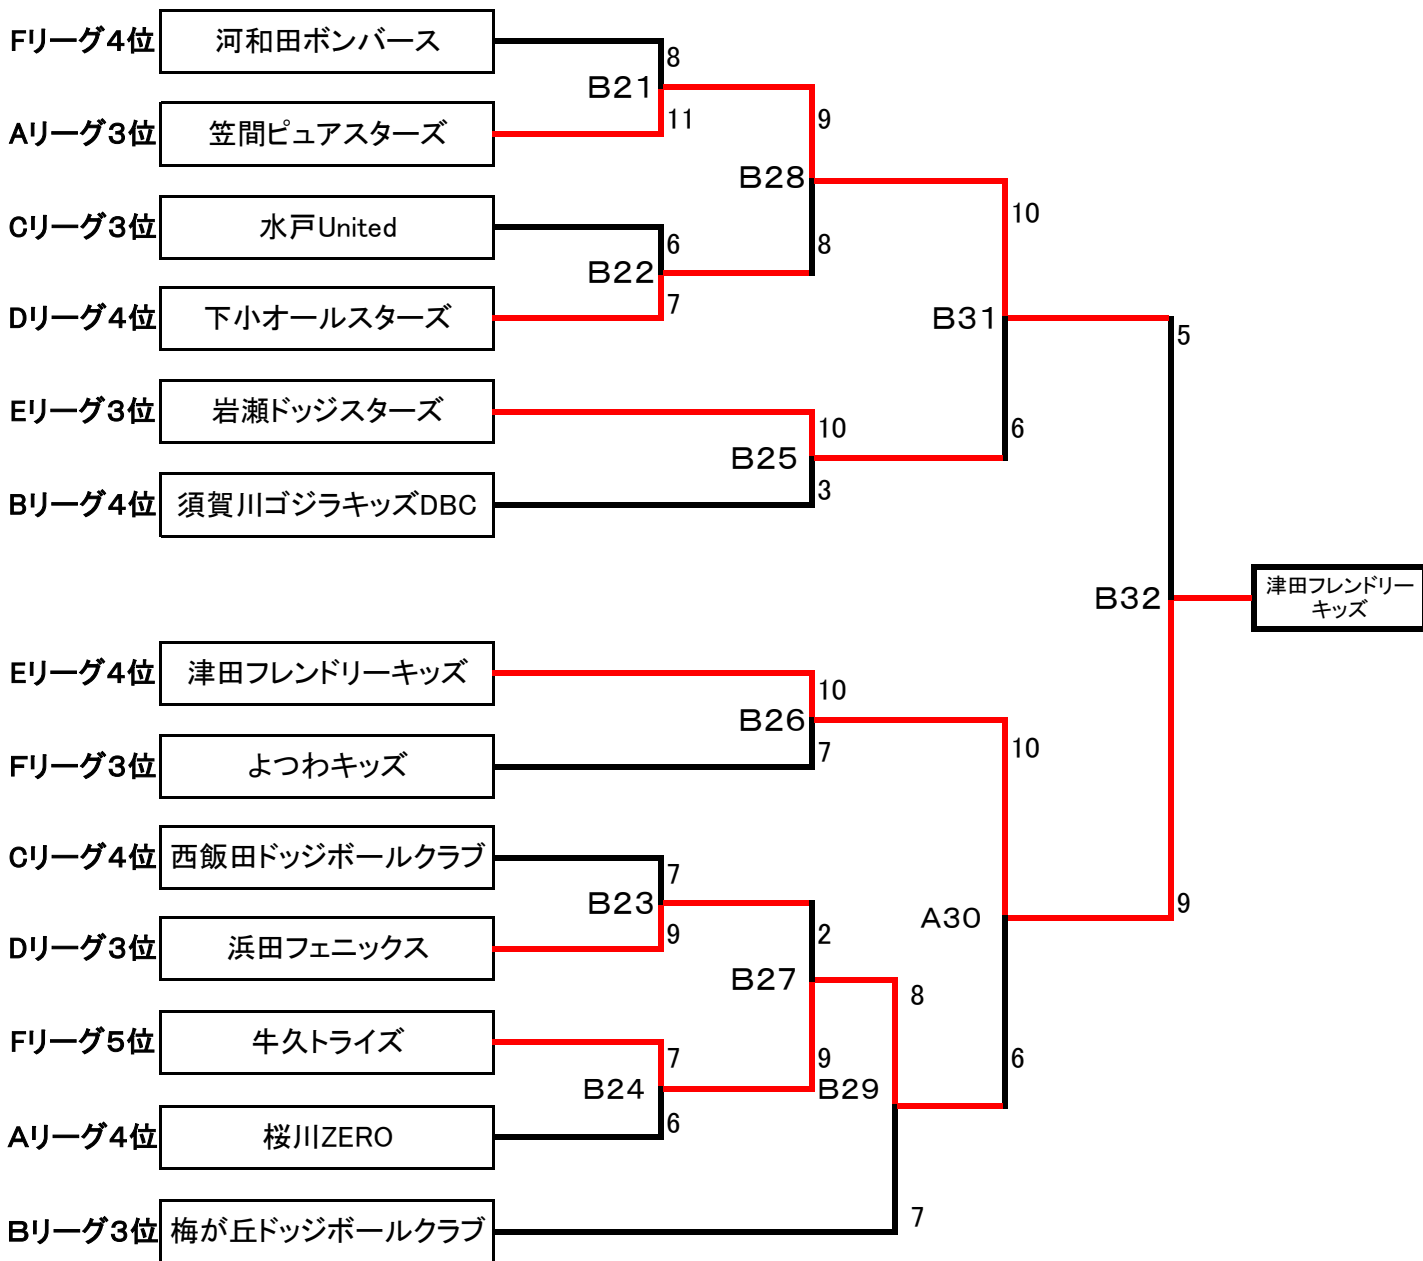 Fリーグ４位
河和田ボンバース
8
B21
Aリーグ３位
笠間ピュアスターズ
11
9
B28
Cリーグ３位
水戸United
6
B22
8
10
Dリーグ４位
下小オールスターズ
7
B31
5
Eリーグ３位
岩瀬ドッジスターズ
10
B25
6
Bリーグ４位
須賀川ゴジラキッズDBC
3
B32
津田フレンドリー
キッズ
Eリーグ４位
津田フレンドリーキッズ
10
B26
Fリーグ３位
よつわキッズ
7
10
Cリーグ４位
西飯田ドッジボールクラブ
7
B23
A30
9
Dリーグ３位
浜田フェニックス
9
2
B27
8
Fリーグ５位
牛久トライズ
7
B24
9
B29
6
Aリーグ４位
桜川ZERO
6
Bリーグ３位
梅が丘ドッジボールクラブ
7